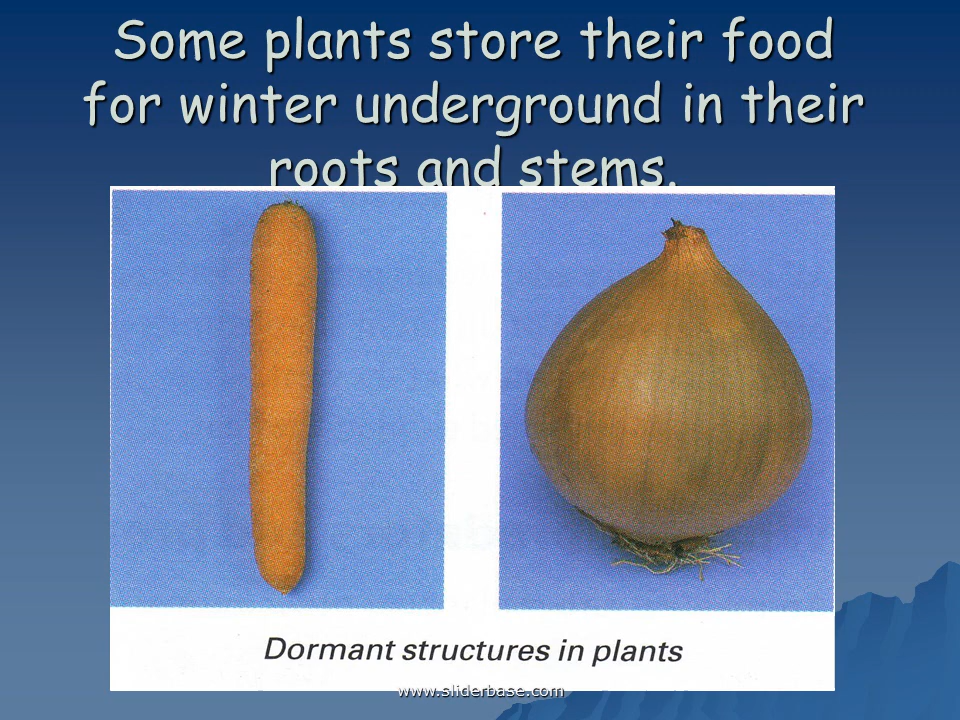 Some plants store their food
for winter underground in their
roots and stems.
Dormant structures in plants
www.sliderbase.com